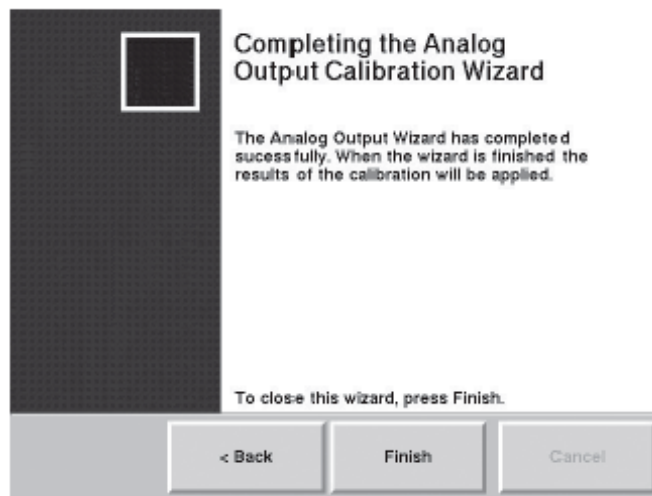 Completing the Analog
Output Calibration Wizard
The Analog Output Wizard has completed
sucessfully. When the wizard is finished the
results of the calibration will be applied.
To close this wizard, press Finish.
< Back
Finish
Cancel